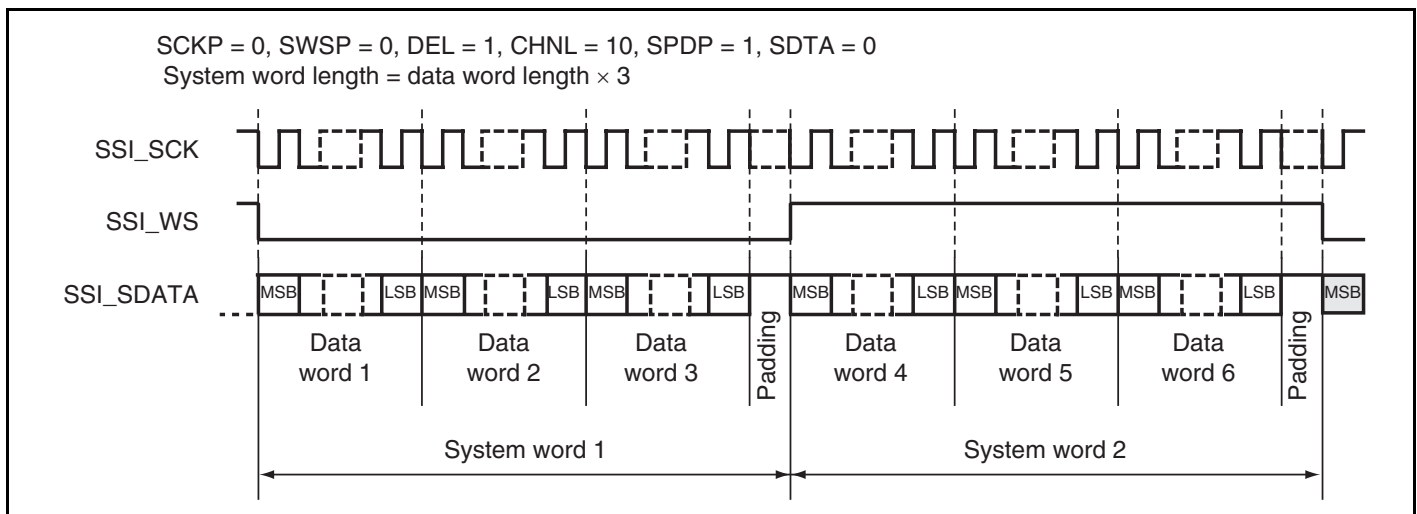 SCKP = 0, SWSP = 0, DEL = 1, CHNL = 10, SPDP = 1, SDTA = 0
System word length = data word length × 3
SSI_SCK
SSI_WS
SSI_SDATA
MSB LSB MSB LSB MSB LSB MSB LSB MSB LSB MSB LSB MSB
Data word 1
Data word 2
Data word 3
Padding
Data word 4
Data word 5
Data word 6
Padding
System word 1
System word 2